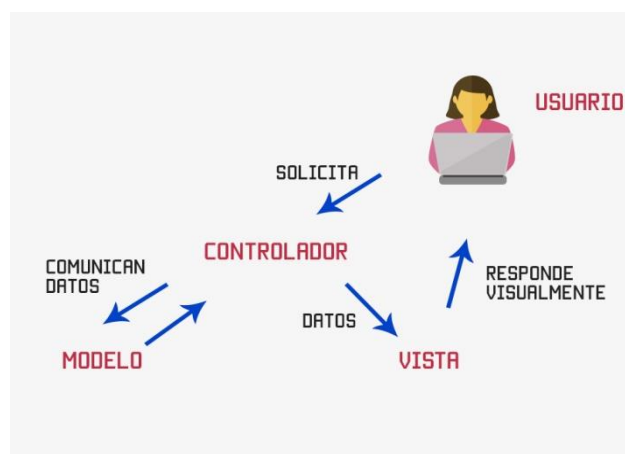 USUARIO
SOLICITA
CONTROLADOR
COMUNICAN
DATOS
RESPONDE
VISUALMENTE
DATOS
MODELO
VISTA